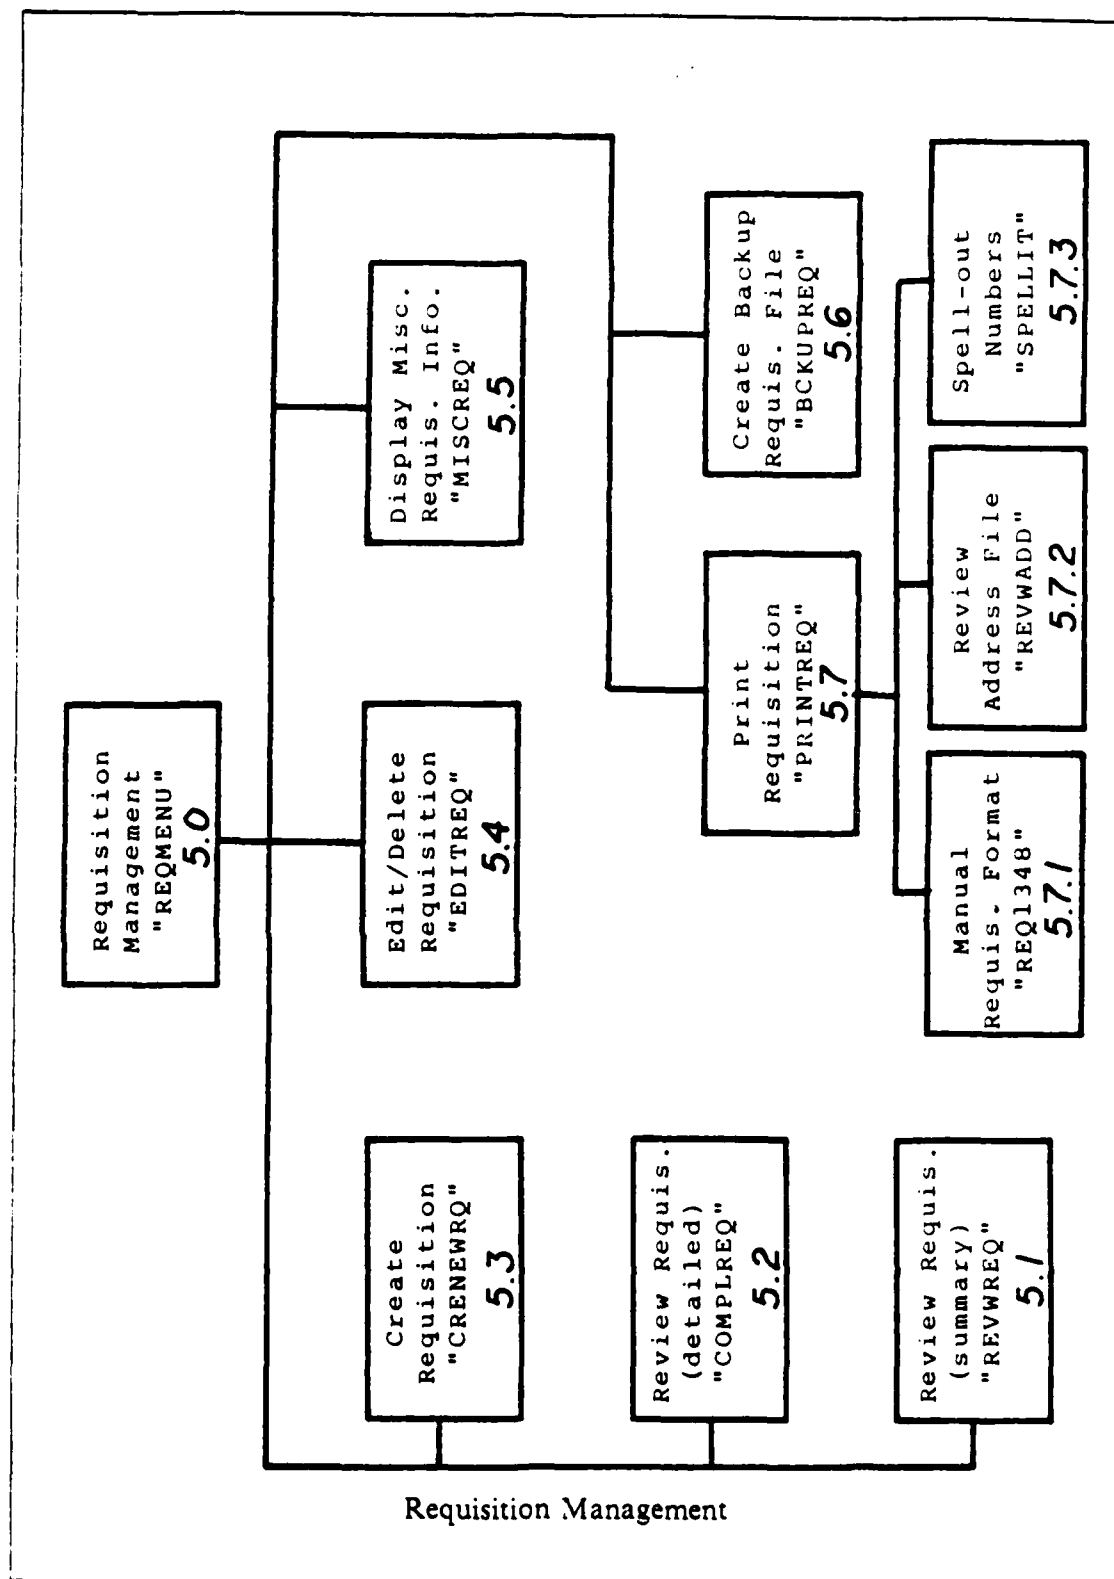 Requisition
Management
"REQMENU"
5.0
Create
Requisition
"CRENEWRQ"
5.3
Edit/Delete
Requisition
"EDITREQ"
5.4
Display Misc.
Requis. Info.
"MISCREQ"
5.5
Review Requis.
(detailed)
"COMPLREQ"
5.2
Print
Requisition
"PRINTREQ"
5.7
Create Backup
Requis. File
"BCKUPREQ"
5.6
Review Requis.
(summary)
"REVWREQ"
5.1
Manual
Requis. Format
"REQ1348"
5.7.1
Review
Address File
"REVWADD"
5.7.2
Spell-out
Numbers
"SPELLIT"
5.7.3
Requisition Management